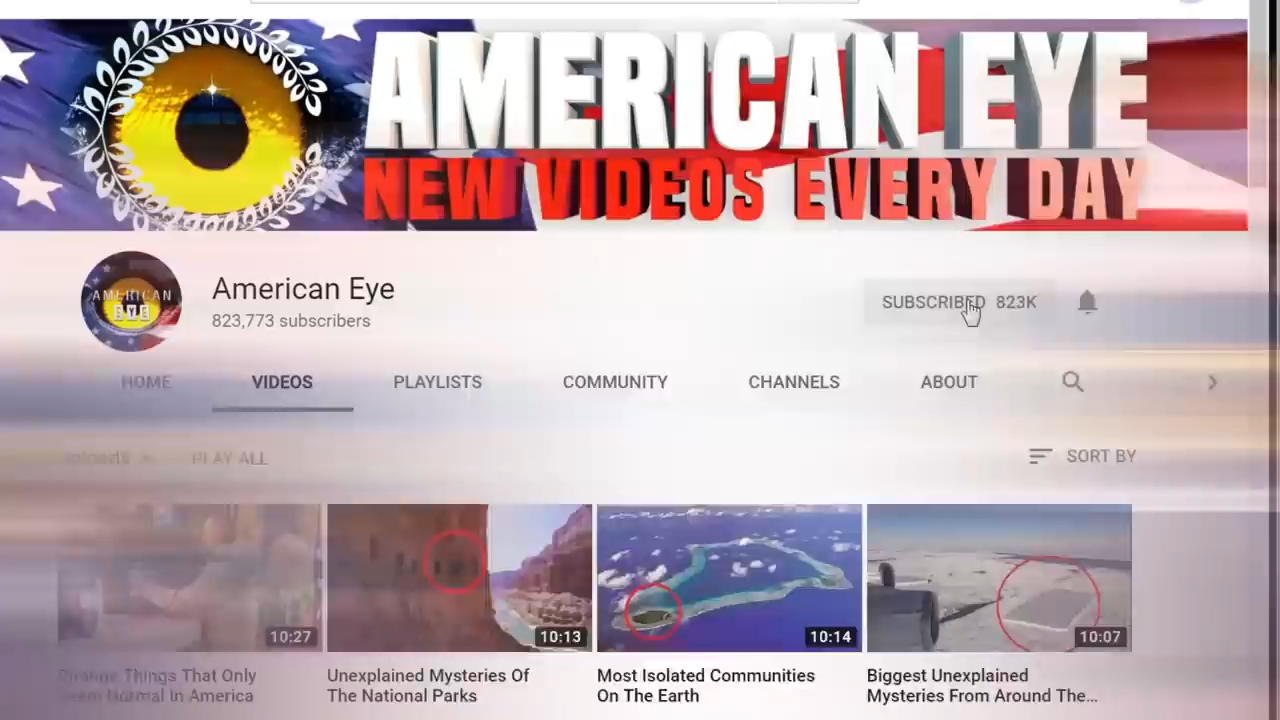 AMERICAN EYE
NEW VIDEOS EVERY DAY
AMERICAN
EYE
American Eye
823,773 subscribers
SUBSCRIBED 823K
HOME
VIDEOS
PLAYLISTS
COMMUNITY
CHANNELS
ABOUT
PLAY ALL
SORT BY
10:27
10:13
10:14
10:07
Strange Things That Only
Seem Normal In America
Unexplained Mysteries Of
The National Parks
Most Isolated Communities
On The Earth
Biggest Unexplained
Mysteries From Around The...